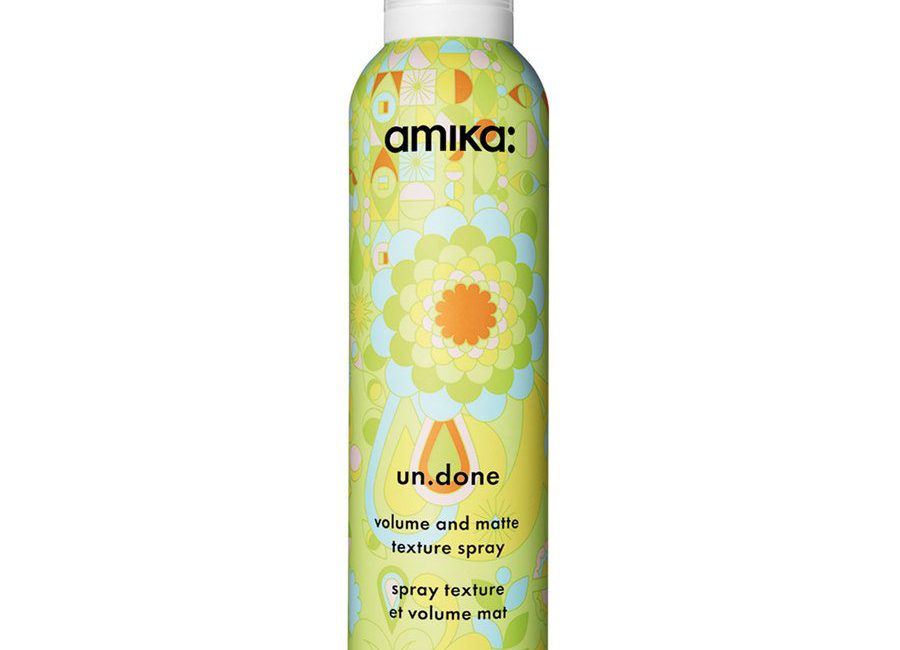 amika:
un.done
volume and matte
texture spray
spray texture
et volume mat